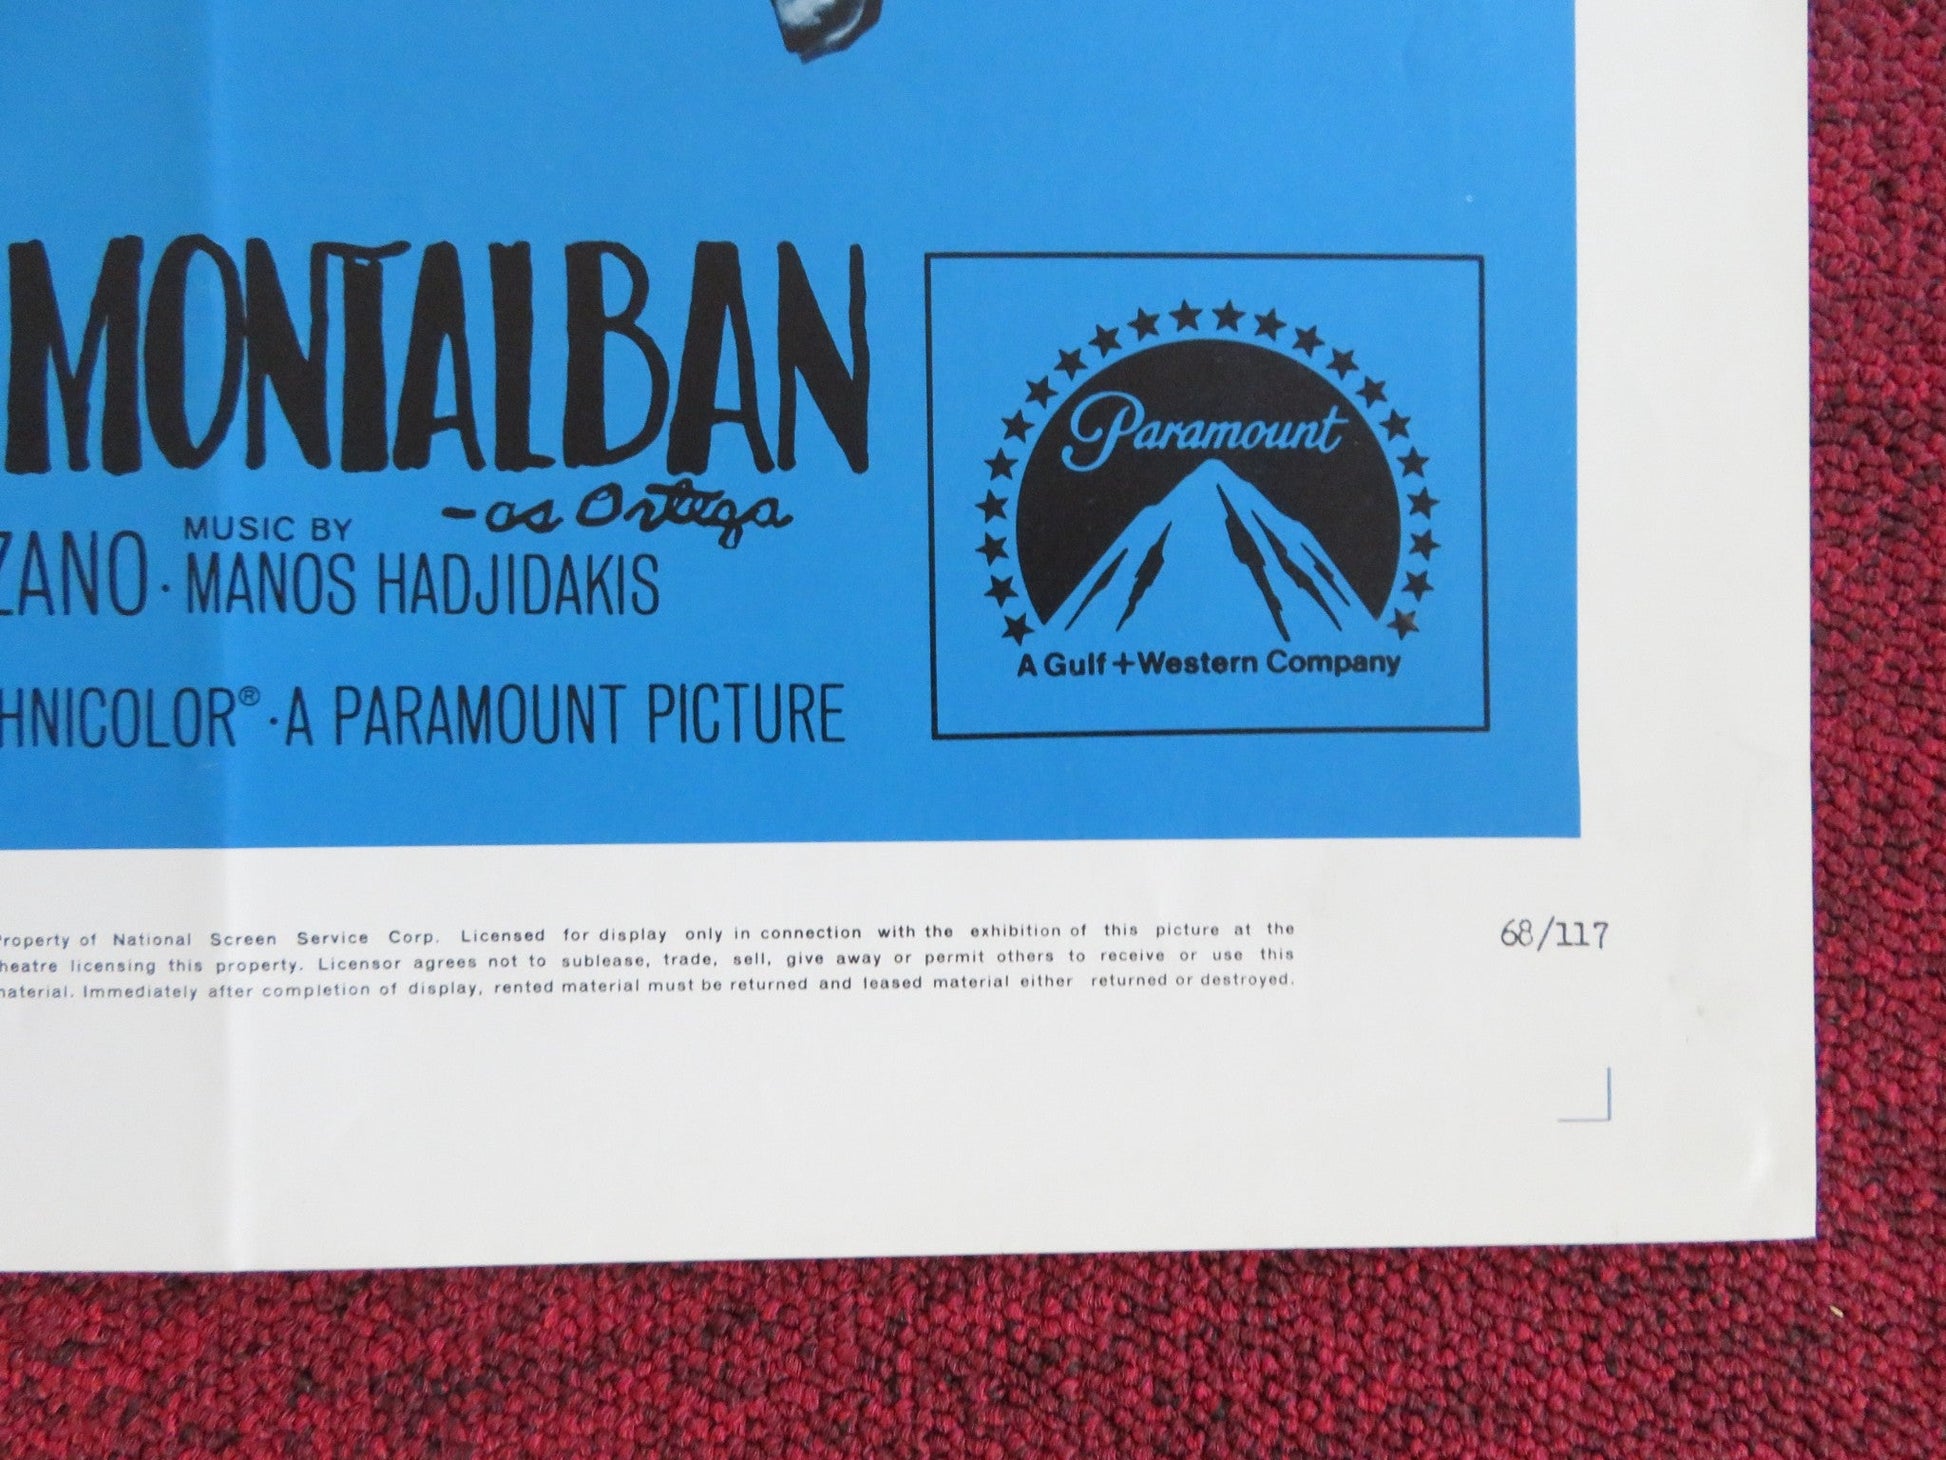 MONTALBAN
-as Ortega
ZANO · MUSIC BY MANOS HADJIDAKIS
HNICOLOR® · A PARAMOUNT PICTURE
Paramount
A Gulf+Western Company
Property of National Screen Service Corp. Licensed for display only in connection with the exhibition of this picture at the
theatre licensing this property. Licensor agrees not to sublease, trade, sell, give away or permit others to receive or use this
material. Immediately after completion of display, rented material must be returned and leased material either returned or destroyed.
68/117